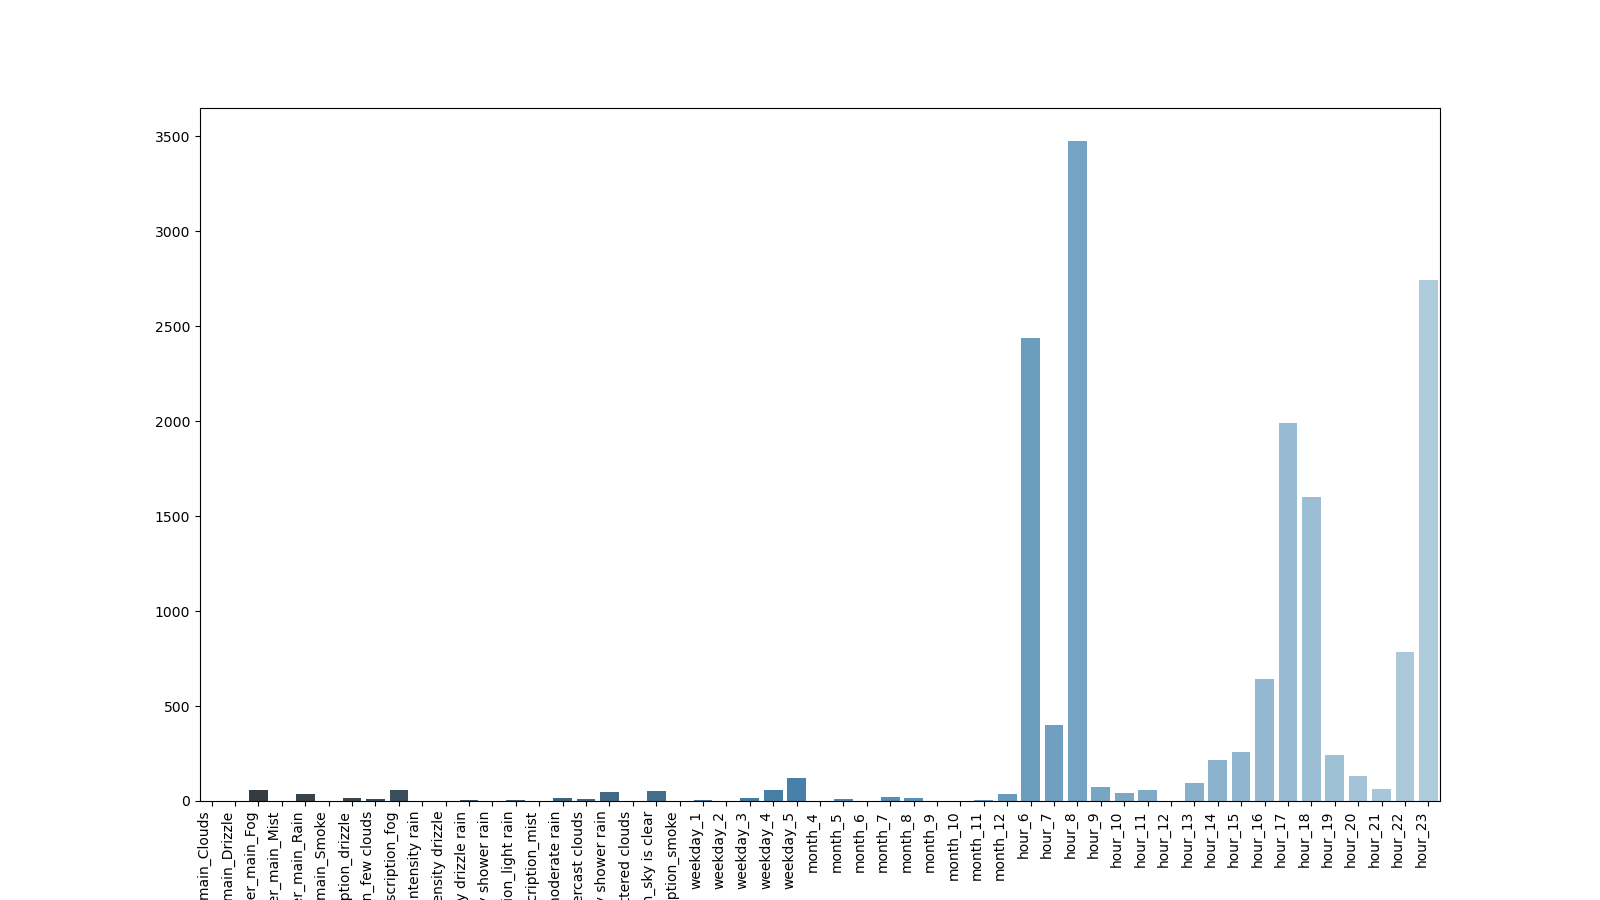 3500
3000
2500
2000
1500
1000
500
0
main_Clouds
main_Drizzle
er_main_Fog
er_main_Mist
er_main_Rain
main_Smoke
ption_drizzle
n_few clouds
scription_fog
ntensity rain
ensity drizzle
y drizzle rain
y shower rain
ion_light rain
cription_mist
noderate rain
ercast clouds
y shower rain
ttered clouds
n_sky is clear
ption_smoke
weekday_1
weekday_2
weekday_3
weekday_4
weekday_5
month_4
month_5
month_6
month_7
month_8
month_9
month_10
month_11
month_12
hour_6
hour_7
hour_8
hour_9
hour_10
hour_11
hour_12
hour_13
hour_14
hour_15
hour_16
hour_17
hour_18
hour_19
hour_20
hour_21
hour_22
hour_23